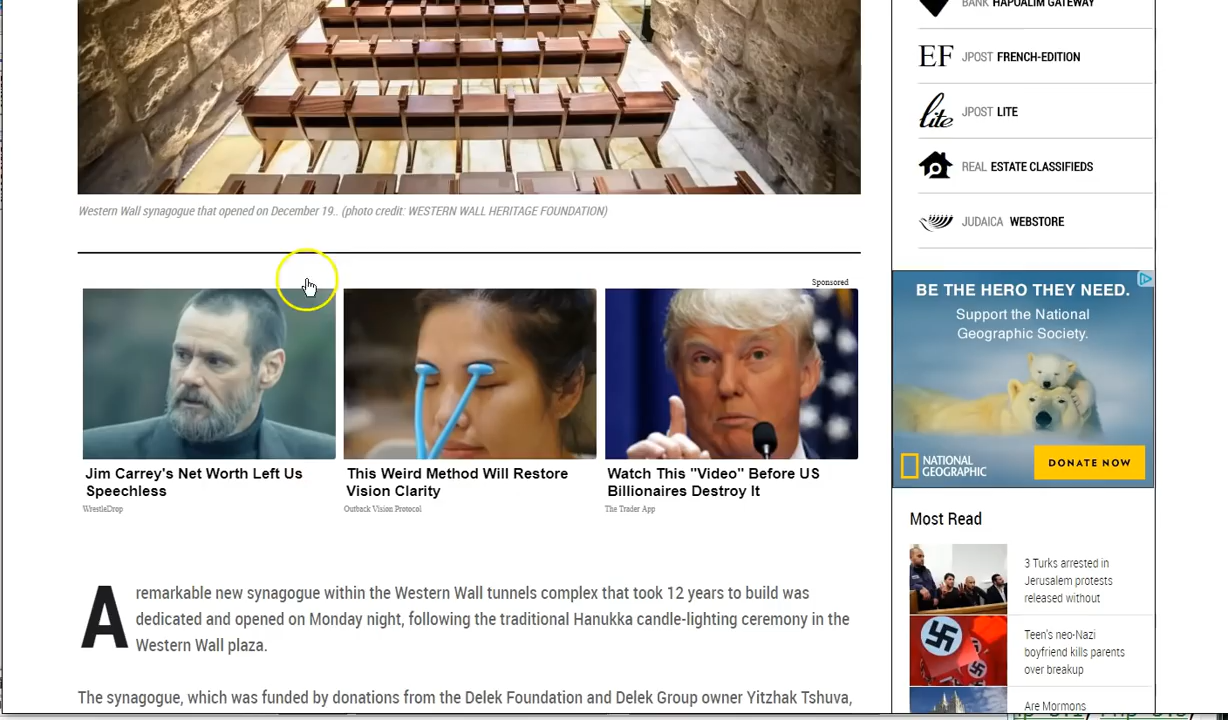 BANK HAPOALIM GATEWAY
EF JPOST FRENCH-EDITION
lite JPOST LITE
REAL ESTATE CLASSIFIEDS
JUDAICA WEBSTORE
Western Wall synagogue that opened on December 19.. (photo credit: WESTERN WALL HERITAGE FOUNDATION)
Sponsored
Jim Carrey's Net Worth Left Us
Speechless
WrestleDrop
This Weird Method Will Restore
Vision Clarity
Outback Vision Protocol
Watch This "Video" Before US
Billionaires Destroy It
The Trader App
BE THE HERO THEY NEED.
Support the National
Geographic Society.
NATIONAL
GEOGRAPHIC
DONATE NOW
Most Read
3 Turks arrested in
Jerusalem protests
released without
Teen's neo-Nazi
boyfriend kills parents
over breakup
Are Mormons
A remarkable new synagogue within the Western Wall tunnels complex that took 12 years to build was
dedicated and opened on Monday night, following the traditional Hanukka candle-lighting ceremony in the
Western Wall plaza.
The synagogue, which was funded by donations from the Delek Foundation and Delek Group owner Yitzhak Tshuva,